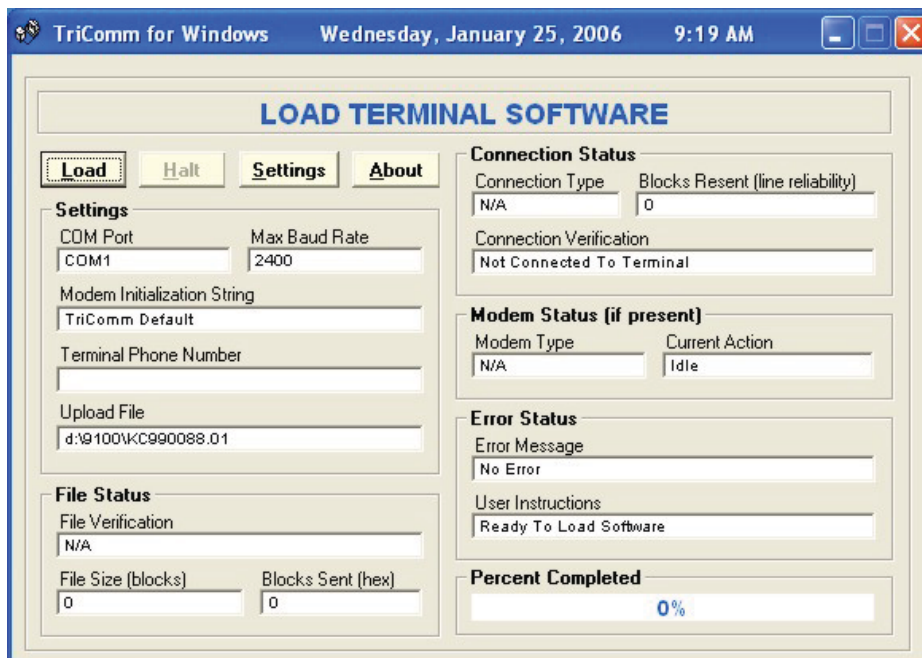 TriComm for Windows Wednesday, January 25, 2006 9:19 AM
LOAD TERMINAL SOFTWARE
Load Halt Settings About
Settings
COM Port Max Baud Rate
COM1 2400
Modem Initialization String
TriComm Default
Terminal Phone Number
Upload File
d:\9100\KC990088.01
File Status
File Verification
N/A
File Size (blocks) Blocks Sent (hex)
0 0
Connection Status
Connection Type Blocks Resent (line reliability)
N/A 0
Connection Verification
Not Connected To Terminal
Modem Status (if present)
Modem Type Current Action
N/A Idle
Error Status
Error Message
No Error
User Instructions
Ready To Load Software
Percent Completed
0%